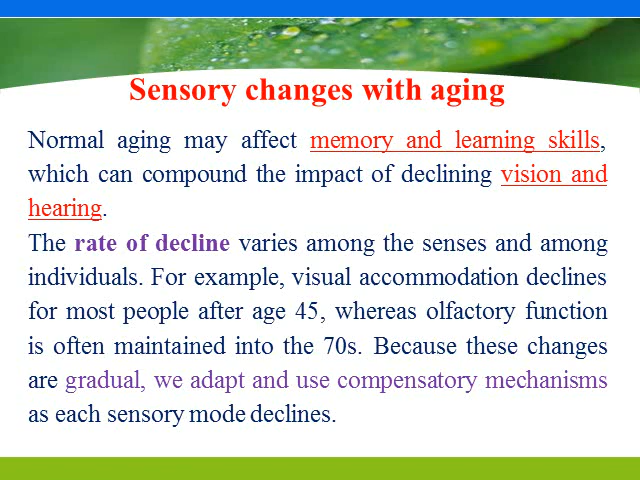 Sensory changes with aging
Normal aging may affect memory and learning skills,
which can compound the impact of declining vision and
hearing.
The rate of decline varies among the senses and among
individuals. For example, visual accommodation declines
for most people after age 45, whereas olfactory function
is often maintained into the 70s. Because these changes
are gradual, we adapt and use compensatory mechanisms
as each sensory mode declines.